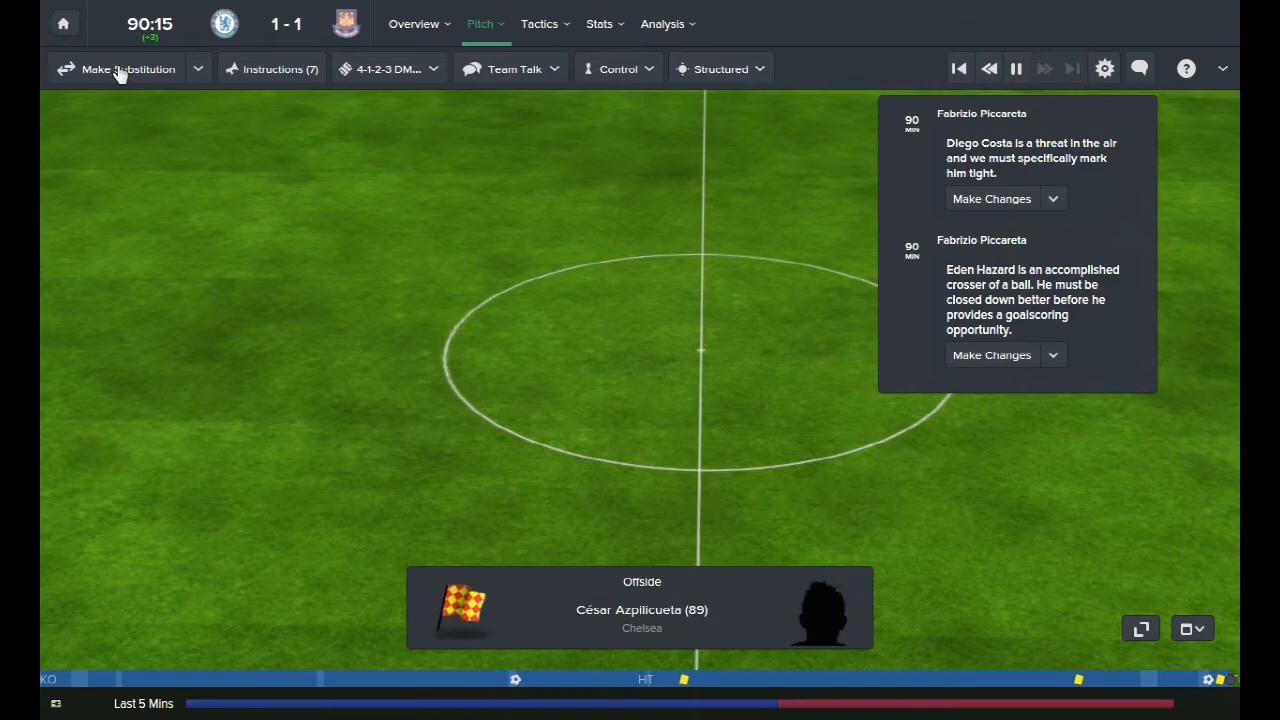 90:15
(+3)
1 - 1
Overview
Pitch
Tactics
Stats
Analysis
Make Substitution
Instructions (7)
4-1-2-3 DM...
Team Talk
Control
Structured
?
90
MIN
Fabrizio Piccareta
Diego Costa is a threat in the air
and we must specifically mark
him tight.
Make Changes
90
MIN
Fabrizio Piccareta
Eden Hazard is an accomplished
crosser of a ball. He must be
closed down better before he
provides a goalscoring
opportunity.
Make Changes
Offside
César Azpilicueta (89)
Chelsea
KO
HT
Last 5 Mins